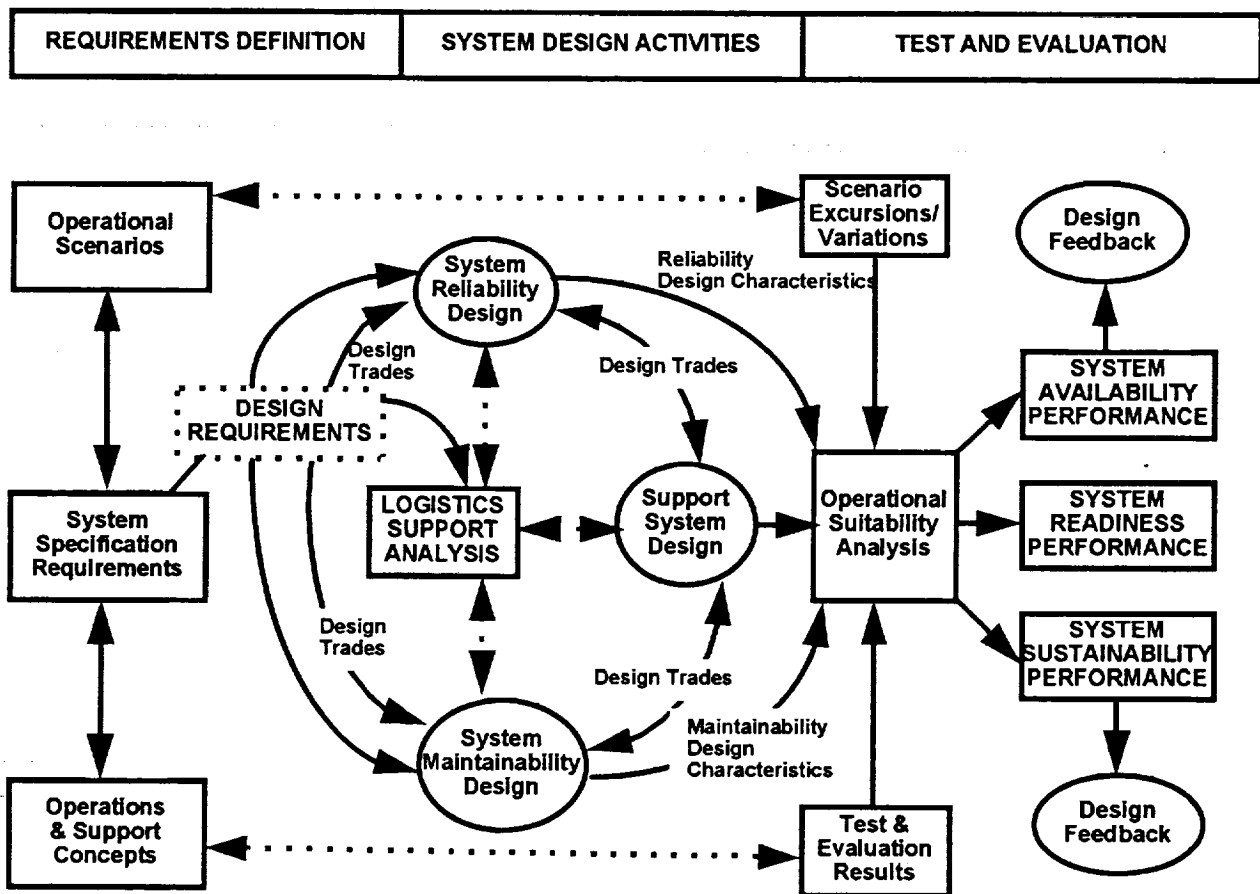 REQUIREMENTS DEFINITION
SYSTEM DESIGN ACTIVITIES
TEST AND EVALUATION
Operational
Scenarios
Scenario
Excursions/
Variations
Design
Feedback
System
Reliability
Design
Reliability
Design Characteristics
Design
Trades
Design Trades
SYSTEM
AVAILABILITY
PERFORMANCE
DESIGN
REQUIREMENTS
System
Specification
Requirements
LOGISTICS
SUPPORT
ANALYSIS
Support
System
Design
Operational
Suitability
Analysis
SYSTEM
READINESS
PERFORMANCE
Design
Trades
SYSTEM
SUSTAINABILITY
PERFORMANCE
Design Trades
System
Maintainability
Design
Maintainability
Design
Characteristics
Operations
& Support
Concepts
Test &
Evaluation
Results
Design
Feedback